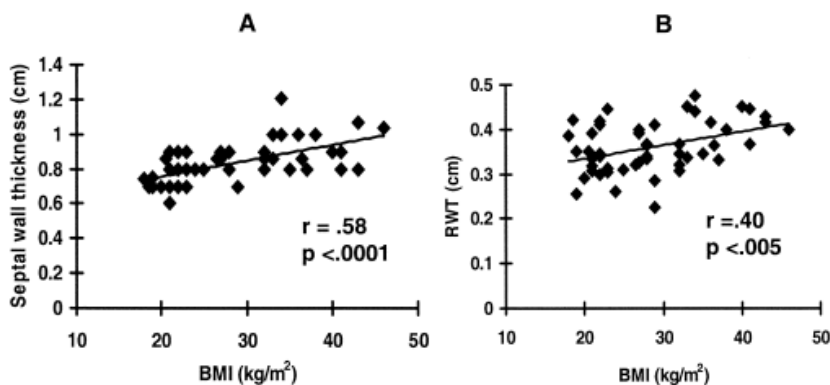 A
B
Septal wall thickness (cm)
1.4
1.2
1
0.8
0.6
0.4
0.2
0
r = .58
p <.0001
10
20
30
40
50
BMI (kg/m²)
RWT (cm)
0.5
0.4
0.3
0.2
0.1
0
r =.40
p <.005
10
20
30
40
50
BMI (kg/m²)